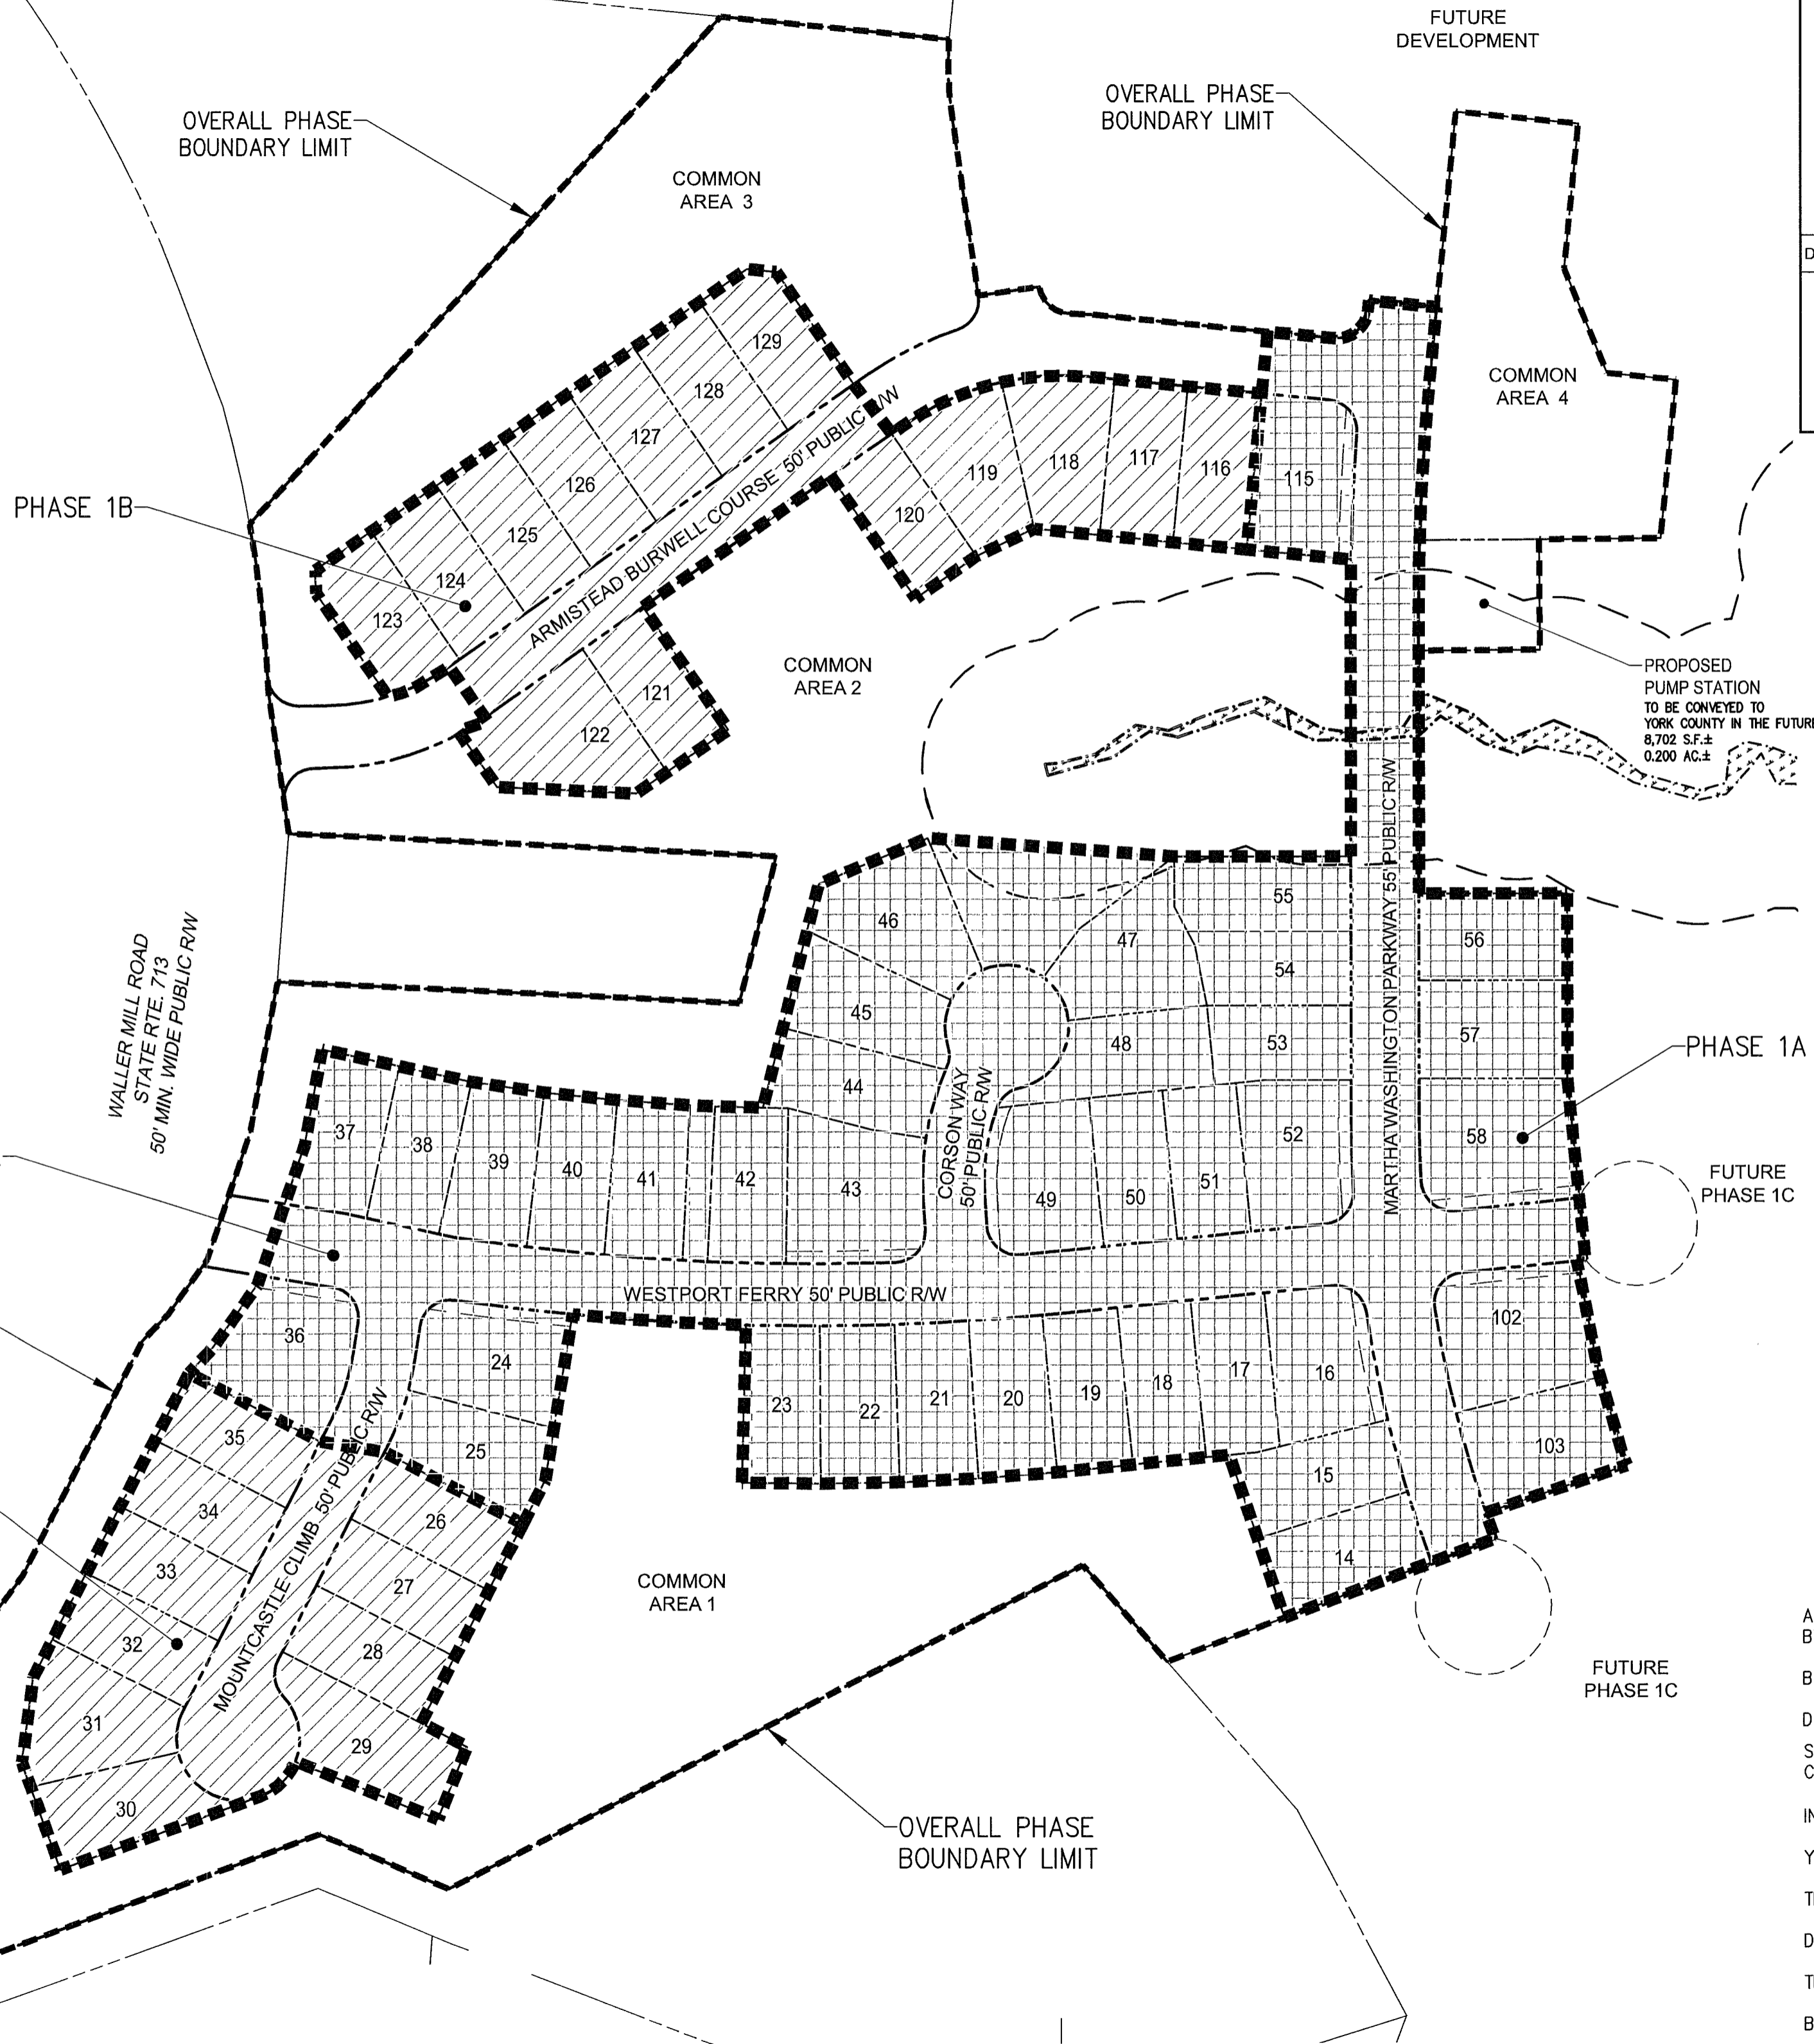 FUTURE
DEVELOPMENT
OVERALL PHASE
BOUNDARY LIMIT
OVERALL PHASE
BOUNDARY LIMIT
COMMON
AREA 3
D
129
128
127
126
125
124
123
ARMISTEAD BURWELL COURSE 50' PUBLIC R/W
120
119
118
117
116
115
COMMON
AREA 4
PHASE 1B
121
122
COMMON
AREA 2
PROPOSED
PUMP STATION
TO BE CONVEYED TO
YORK COUNTY IN THE FUTURE
8,702 S.F.±
0.200 AC.±
MARTHA WASHINGTON PARKWAY 55' PUBLIC R/W
WALLER MILL ROAD
STATE RTE. 713
50' MIN. WIDE PUBLIC R/W
46
47
55
56
54
45
48
53
57
PHASE 1A
44
CORSON WAY
50' PUBLIC R/W
37
38
39
40
41
42
43
49
50
51
52
58
FUTURE
PHASE 1C
WESTPORT FERRY 50' PUBLIC R/W
36
24
25
23
22
21
20
19
18
17
16
102
103
15
14
35
34
33
32
31
30
MOUNTCASTLE CLIMB 50' PUBLIC R/W
26
27
28
29
COMMON
AREA 1
FUTURE
PHASE 1C
OVERALL PHASE
BOUNDARY LIMIT
A
B
B
D
S
C
IN
Y
D
B